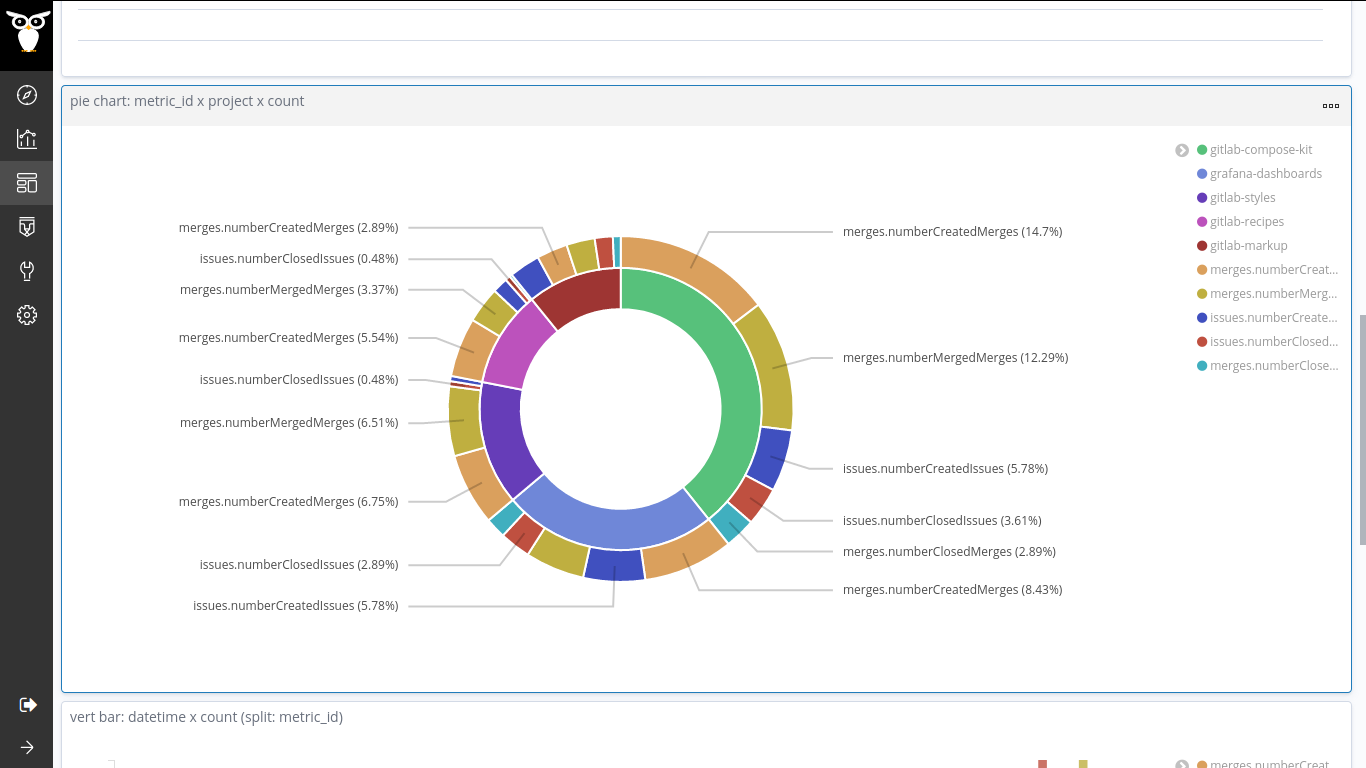 pie chart: metric_id x project x count
gitlab-compose-kit
grafana-dashboards
gitlab-styles
gitlab-recipes
gitlab-markup
merges.numberCreat...
merges.numberMerg...
issues.numberCreate...
issues.numberClosed...
merges.numberClose...
merges.numberCreatedMerges (2.89%)
issues.numberClosedIssues (0.48%)
merges.numberMergedMerges (3.37%)
merges.numberCreatedMerges (5.54%)
issues.numberClosedIssues (0.48%)
merges.numberMergedMerges (6.51%)
merges.numberCreatedMerges (6.75%)
issues.numberClosedIssues (2.89%)
issues.numberCreatedIssues (5.78%)
merges.numberCreatedMerges (14.7%)
merges.numberMergedMerges (12.29%)
issues.numberCreatedIssues (5.78%)
issues.numberClosedIssues (3.61%)
merges.numberClosedMerges (2.89%)
merges.numberCreatedMerges (8.43%)
vert bar: datetime x count (split: metric_id)
merges.numberCreat...